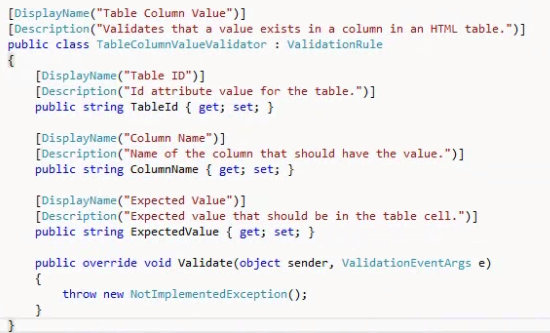 [DisplayName("Table Column Value")]
[Description("Validates that a value exists in a column in an HTML table.")]
public class TableColumnValueValidator : ValidationRule
{
    [DisplayName("Table ID")]
    [Description("Id attribute value for the table.")]
    public string TableId { get; set; }

    [DisplayName("Column Name")]
    [Description("Name of the column that should have the value.")]
    public string ColumnName { get; set; }

    [DisplayName("Expected Value")]
    [Description("Expected value that should be in the table cell.")]
    public string ExpectedValue { get; set; }

    public override void Validate(object sender, ValidationEventArgs e)
    {
        throw new NotImplementedException();
    }
}